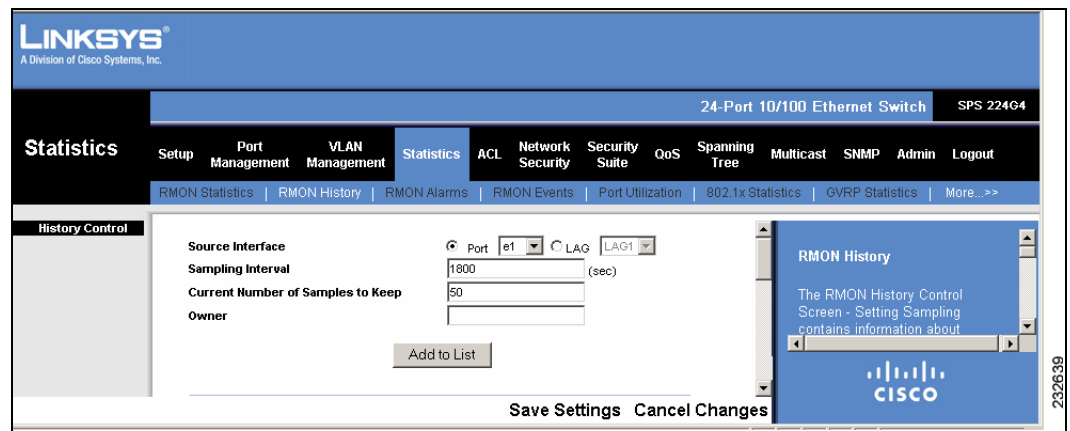 LINKSYS®
A Division of Cisco Systems, Inc.
24-Port 10/100 Ethernet Switch SPS 224G4
Statistics
Setup Port Management VLAN Management Statistics ACL Network Security Security Suite QoS Spanning Tree Multicast SNMP Admin Logout
RMON Statistics | RMON History | RMON Alarms | RMON Events | Port Utilization | 802.1x Statistics | GVRP Statistics | More...>>
History Control
Source Interface Port e1 LAG LAG1
Sampling Interval 1800 (sec)
Current Number of Samples to Keep 50
Owner
Add to List
RMON History
The RMON History Control
Screen - Setting Sampling
contains information about
CISCO
Save Settings Cancel Changes
232639